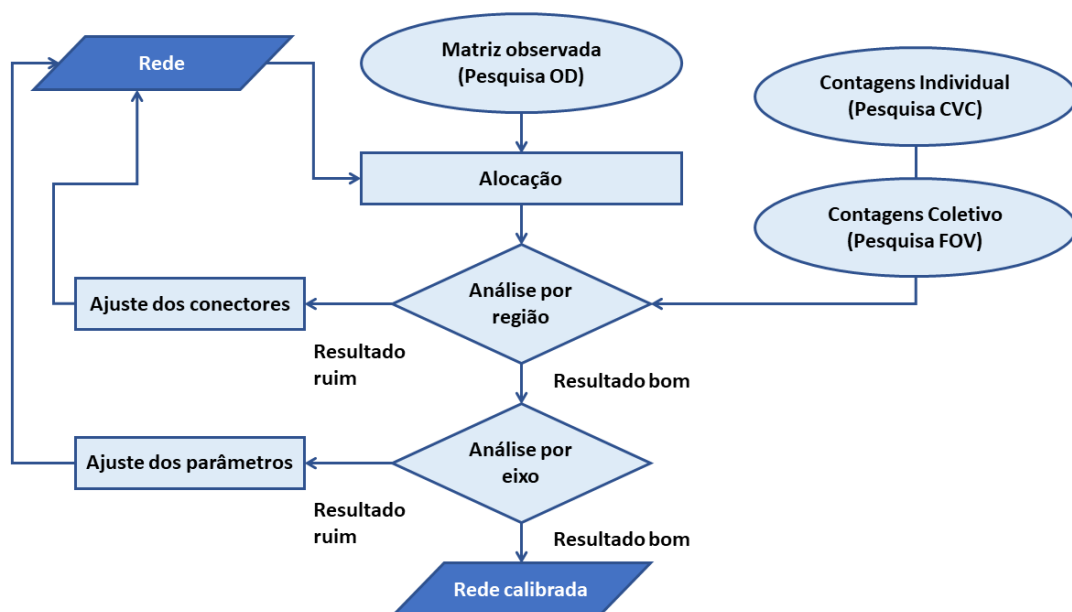 Rede
Matriz observada
(Pesquisa OD)
Contagens Individual
(Pesquisa CVC)
Alocação
Contagens Coletivo
(Pesquisa FOV)
Ajuste dos conectores
Análise por
região
Resultado
ruim
Resultado bom
Ajuste dos parâmetros
Análise por
eixo
Resultado
ruim
Resultado bom
Rede calibrada